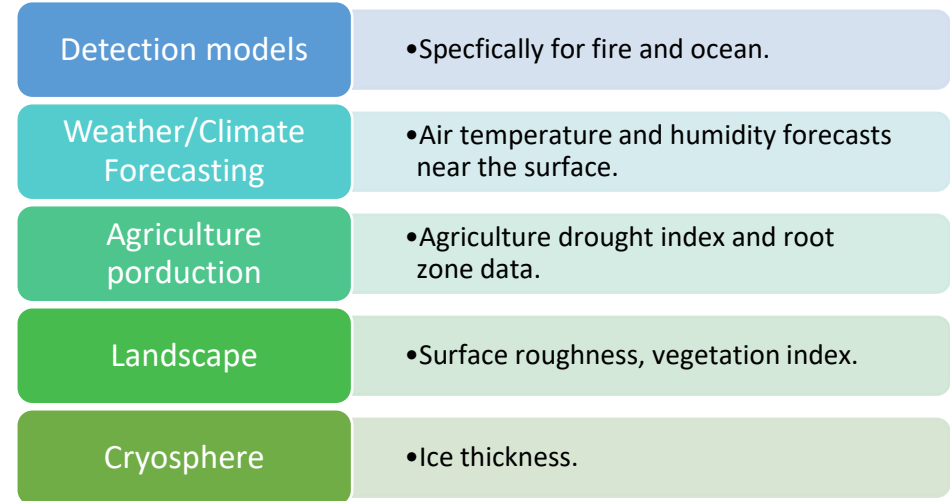 Detection models
•Specfically for fire and ocean.
Weather/Climate
Forecasting
•Air temperature and humidity forecasts
near the surface.
Agriculture
porduction
•Agriculture drought index and root
zone data.
Landscape
•Surface roughness, vegetation index.
Cryosphere
•Ice thickness.